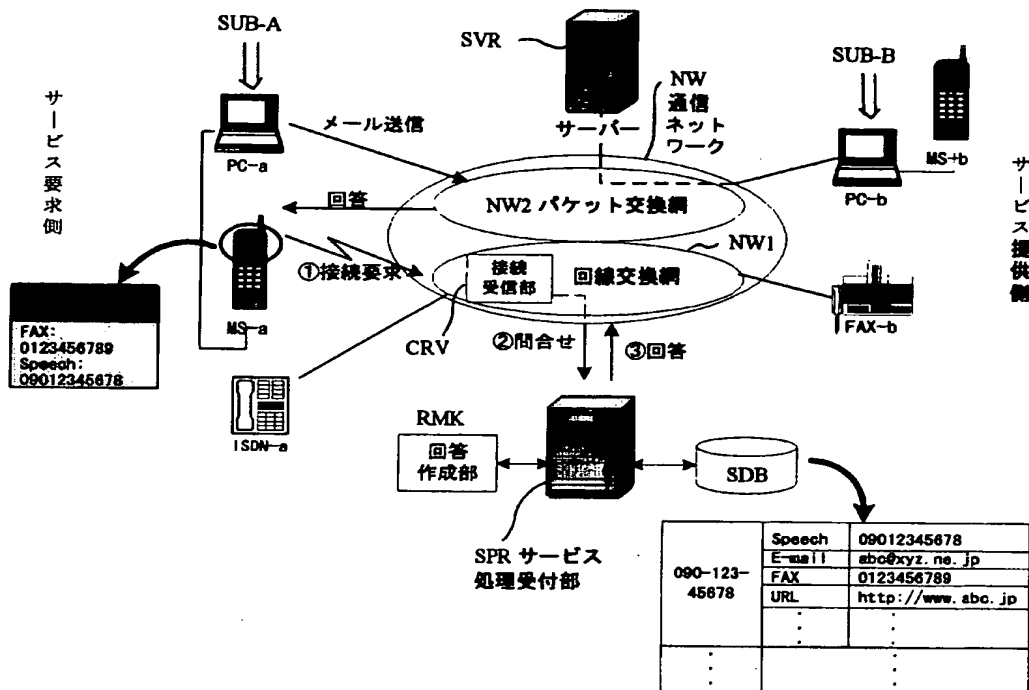 SUB-A
SVR
SUB-B
NW
通信
ネット
ワーク
サービス要求側
メール送信
サーバー
PC-a
MS-b
PC-b
サービス提供側
回答
NW2 パケット交換網
NW1
①接続要求
接続
受信部
回線交換網
MS-a
FAX-b
FAX:
0123456789
Speech:
09012345678
CRV
②問合せ
③回答
ISDN-a
RMK
回答
作成部
SDB
SPR サービス
処理受付部
090-123-
45678
Speech 09012345678
E-mail abc@xyz.ne.jp
FAX 0123456789
URL http://www.abc.jp